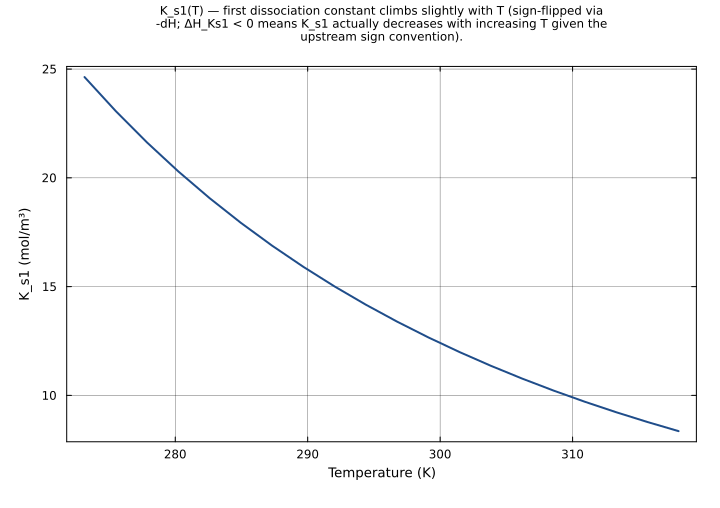 K_s1(T) — first dissociation constant climbs slightly with T (sign-flipped via
-dH; ΔH_Ks1 < 0 means K_s1 actually decreases with increasing T given the
upstream sign convention).
25
20
15
10
K_s1 (mol/m³)
280
290
300
310
Temperature (K)